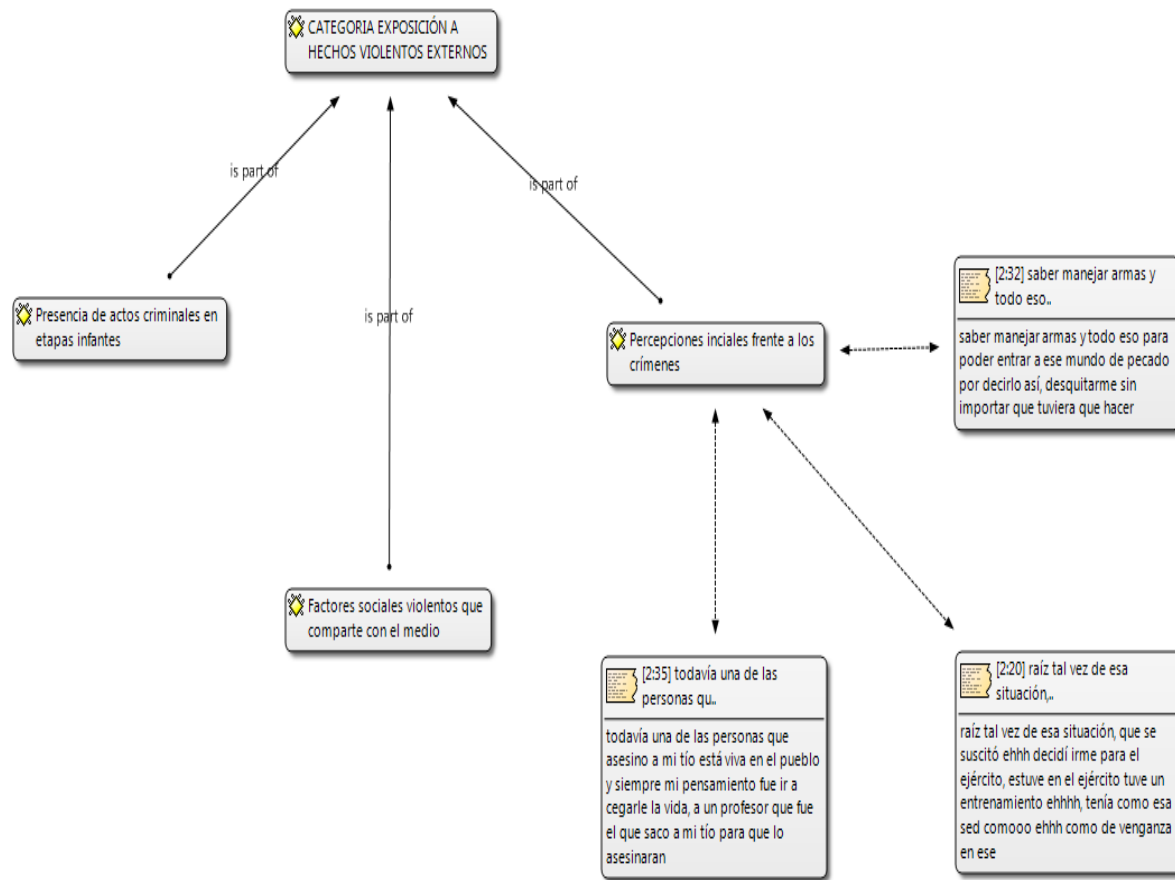 CATEGORIA EXPOSICIÓN A
HECHOS VIOLENTOS EXTERNOS
is part of
is part of
is part of
Presencia de actos criminales en
etapas infantes
Percepciones inciales frente a los
crímenes
[2:32] saber manejar armas y
todo eso..
saber manejar armas y todo eso para
poder entrar a ese mundo de pecado
por decirlo así, desquitarme sin
importar que tuviera que hacer
Factores sociales violentos que
comparte con el medio
[2:35] todavía una de las
personas qu..
todavía una de las personas que
asesino a mi tío está viva en el pueblo
y siempre mi pensamiento fue ir a
cegarle la vida, a un profesor que fue
el que saco a mi tío para que lo
asesinaran
[2:20] raíz tal vez de esa
situación,..
raíz tal vez de esa situación, que se
suscitó ehhh decidí irme para el
ejército, estuve en el ejército tuve un
entrenamiento ehhhh, tenía como esa
sed comooo ehhh como de venganza
en ese